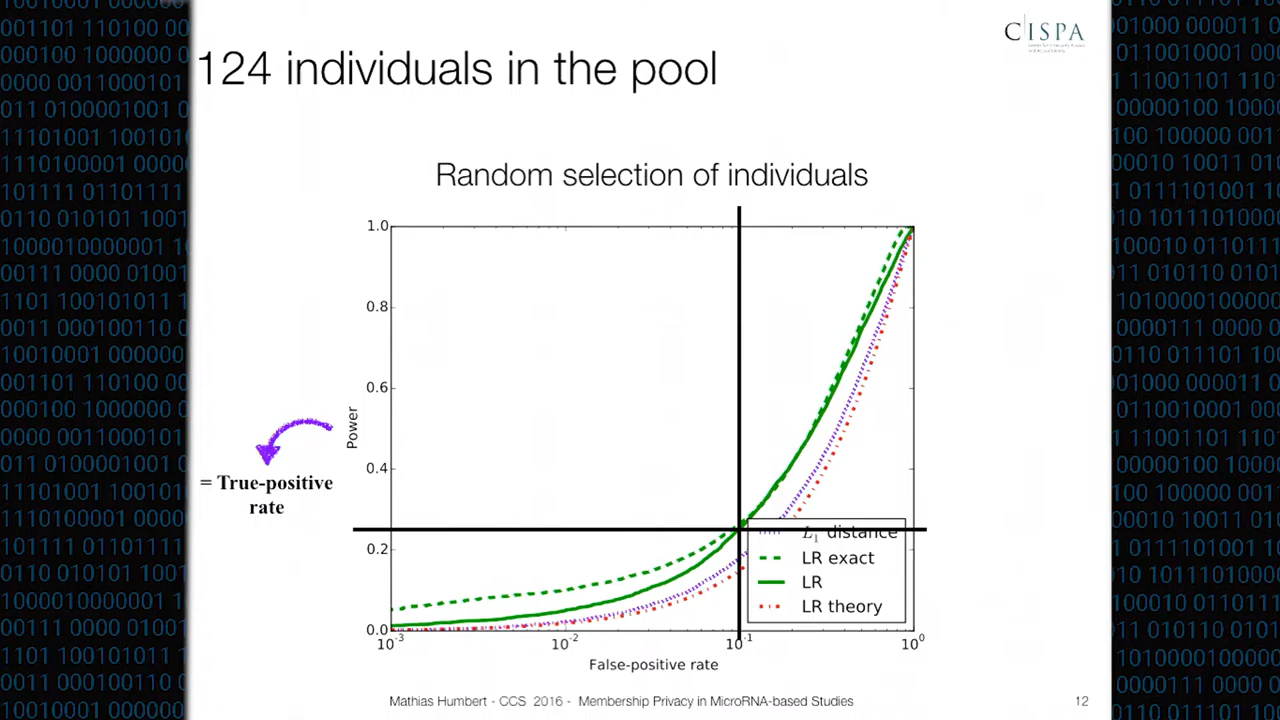 124 individuals in the pool
CISPA
Random selection of individuals
1.0
0.8
0.6
0.4
0.2
0.0
Power
= True-positive
rate
L1 distance
LR exact
LR
LR theory
10^-3
10^-2
10^-1
10^0
False-positive rate
Mathias Humbert - CCS 2016 - Membership Privacy in MicroRNA-based Studies
12